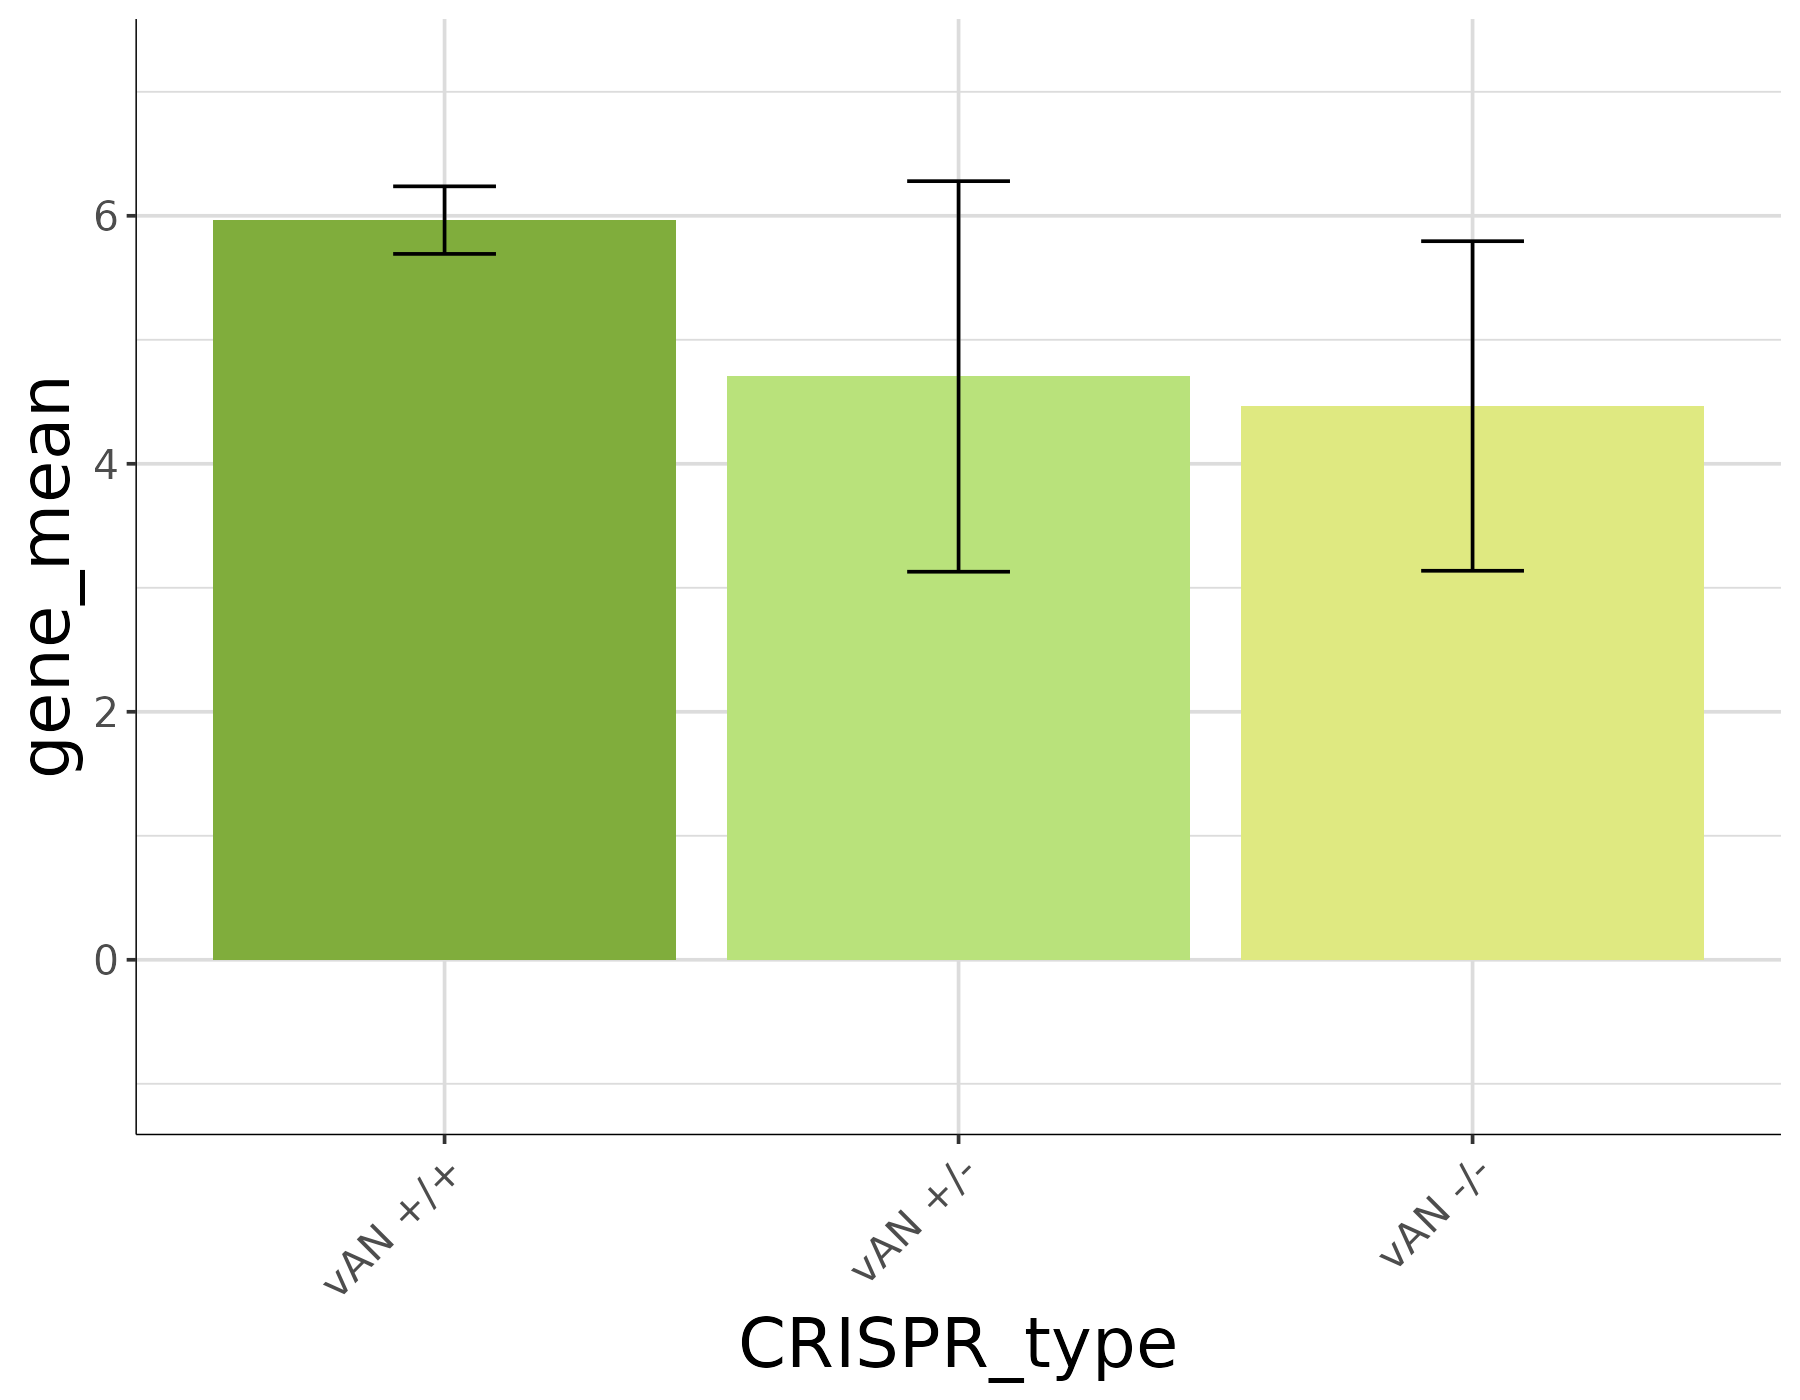 gene_mean
6
4
2
0
vAN +/+
vAN +/-
vAN -/-
CRISPR_type